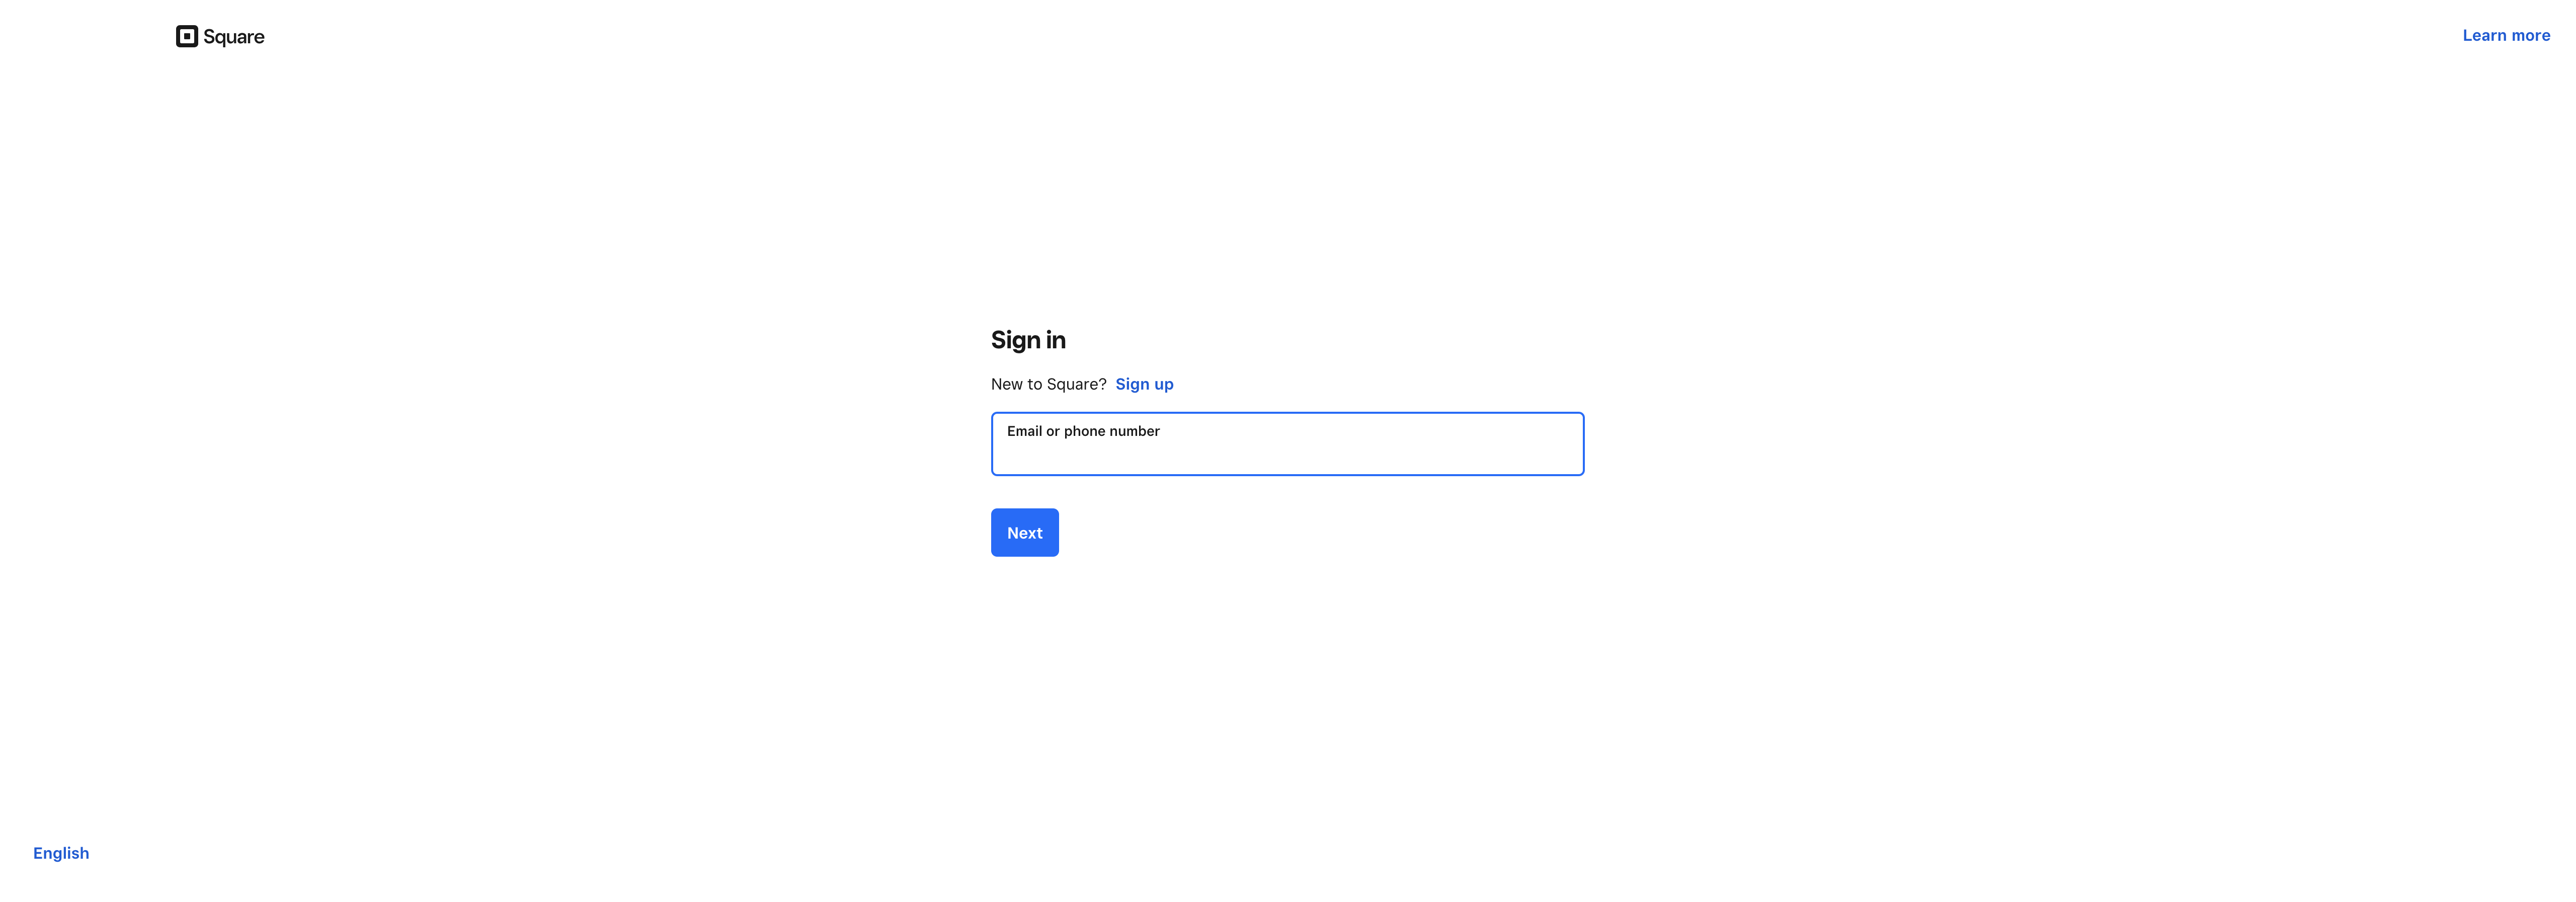 Square
Learn more
Sign in
New to Square? Sign up
Email or phone number
Next
English